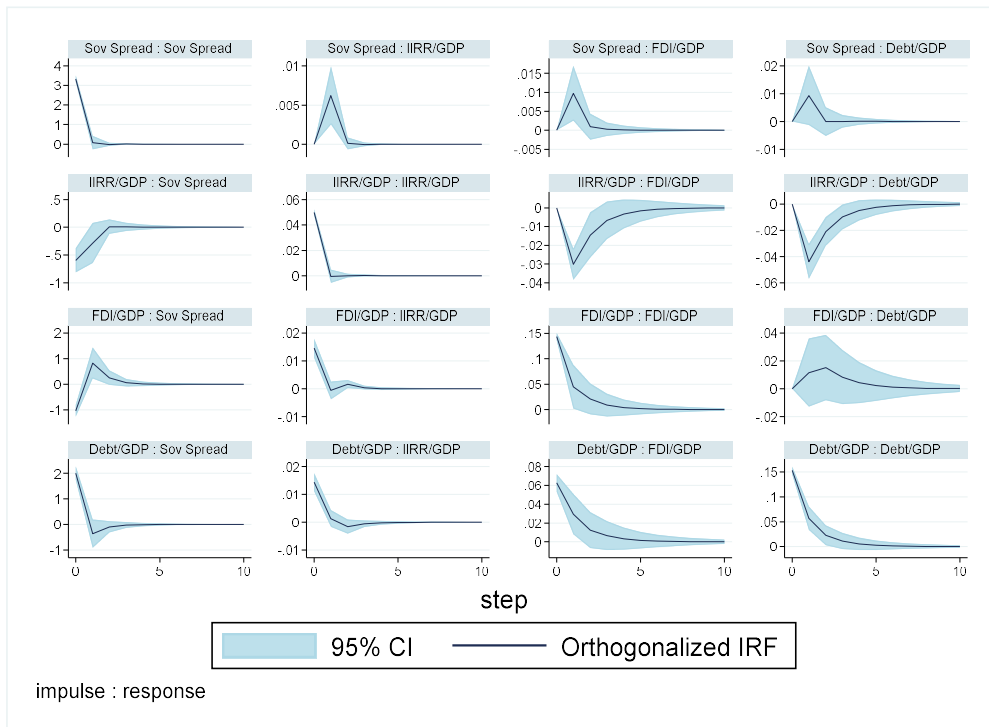 Sov Spread : Sov Spread
Sov Spread : IIRR/GDP
Sov Spread : FDI/GDP
Sov Spread : Debt/GDP
4
3
2
1
0
.01
.005
0
.015
.01
.005
0
-.005
.02
.01
0
-.01
IIRR/GDP : Sov Spread
IIRR/GDP : IIRR/GDP
IIRR/GDP : FDI/GDP
IIRR/GDP : Debt/GDP
.5
0
-.5
-1
.06
.04
.02
0
0
-.01
-.02
-.03
-.04
0
-.02
-.04
-.06
FDI/GDP : Sov Spread
FDI/GDP : IIRR/GDP
FDI/GDP : FDI/GDP
FDI/GDP : Debt/GDP
2
1
0
-1
.02
.01
0
-.01
.15
.1
.05
0
.04
.02
0
-.02
Debt/GDP : Sov Spread
Debt/GDP : IIRR/GDP
Debt/GDP : FDI/GDP
Debt/GDP : Debt/GDP
2
1
0
-1
.02
.01
0
-.01
.08
.06
.04
.02
0
.15
.1
.05
0
0 5 10
0 5 10
0 5 10
0 5 10
step
95% CI
Orthogonalized IRF
impulse : response